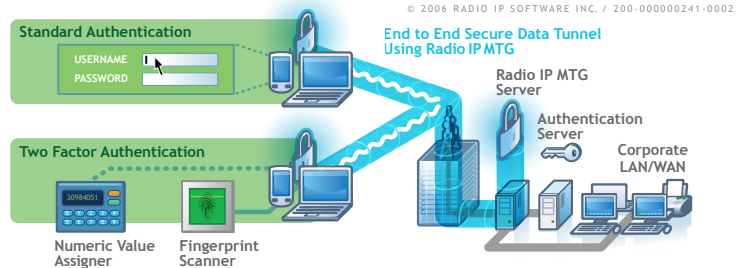 © 2006 RADIO IP SOFTWARE INC. / 200-000000241-0002
Standard Authentication
USERNAME
PASSWORD
End to End Secure Data Tunnel
Using Radio IP MTG
Radio IP MTG
Server
Authentication
Server
Corporate
LAN/WAN
Two Factor Authentication
30984051
Numeric Value
Assigner
Fingerprint
Scanner